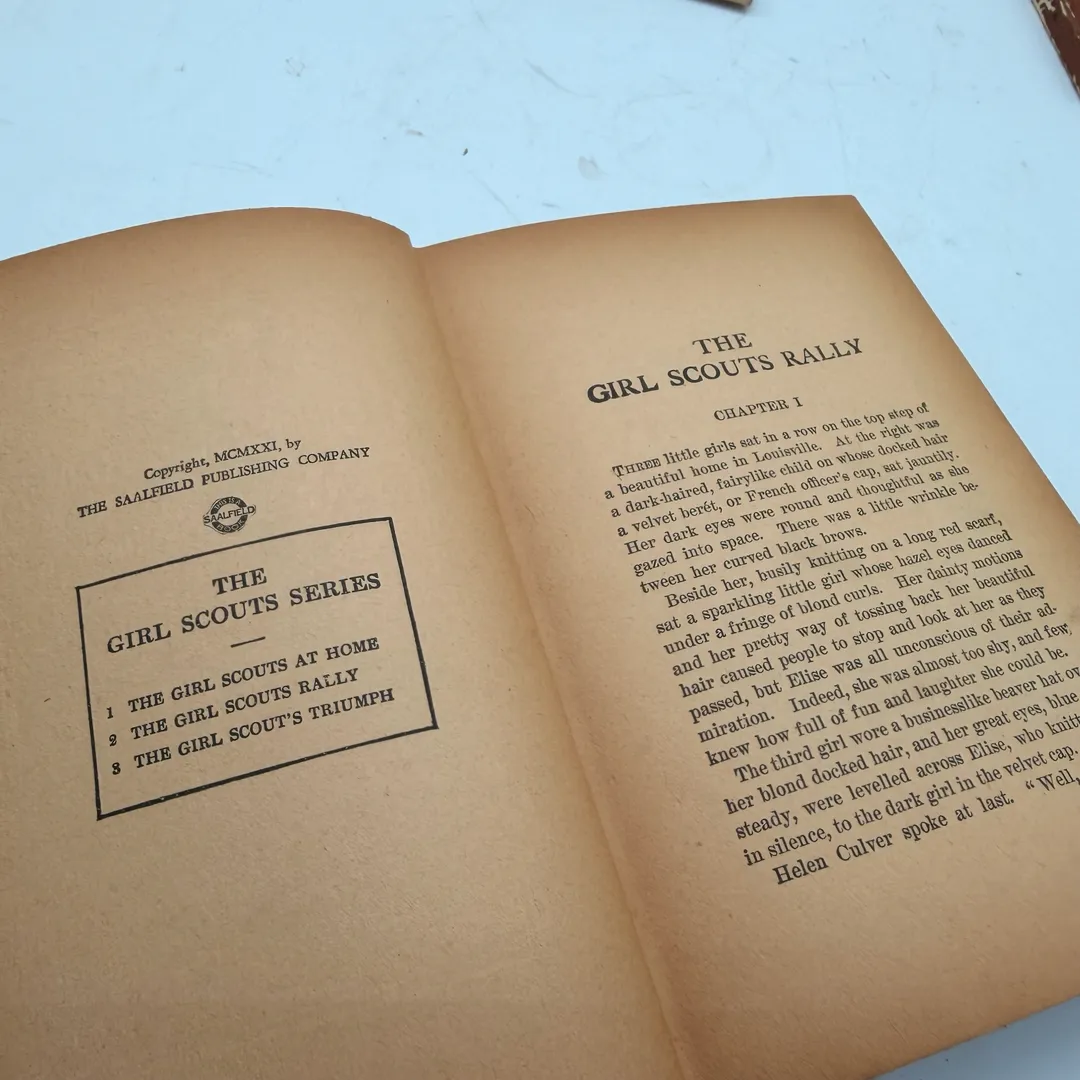 Copyright, MCMXXI, by
THE SAALFIELD PUBLISHING COMPANY
THIS IS A
SAALFIELD
BOOK
THE
GIRL SCOUTS SERIES
1 THE GIRL SCOUTS AT HOME
2 THE GIRL SCOUTS RALLY
3 THE GIRL SCOUT'S TRIUMPH
THE
GIRL SCOUTS RALLY
CHAPTER I
THREE little girls sat in a row on the top step of
a beautiful home in Louisville. At the right was
a dark-haired, fairylike child on whose docked hair
a velvet berét, or French officer's cap, sat jauntily.
Her dark eyes were round and thoughtful as she
gazed into space. There was a little wrinkle be-
tween her curved black brows.
Beside her, busily knitting on a long red scarf,
sat a sparkling little girl whose hazel eyes danced
under a fringe of blond curls. Her dainty motions
and her pretty way of tossing back her beautiful
hair caused people to stop and look at her as they
passed, but Elise was all unconscious of their ad-
miration. Indeed, she was almost too shy, and few
knew how full of fun and laughter she could be.
The third girl wore a businesslike beaver hat
her blond docked hair, and her great eyes, blue
steady, were levelled across Elise, who
in silence, to the dark girl in the velvet cap.
Helen Culver spoke at last. "Well,